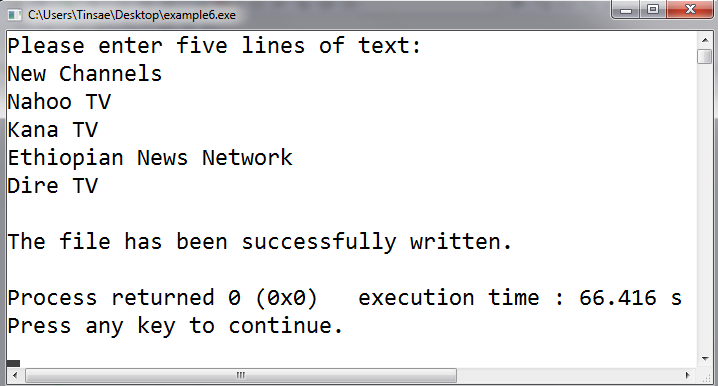 C:\Users\Tinsae\Desktop\example6.exe
Please enter five lines of text:
New Channels
Nahoo TV
Kana TV
Ethiopian News Network
Dire TV
The file has been successfully written.
Process returned 0 (0x0)   execution time : 66.416 s
Press any key to continue.